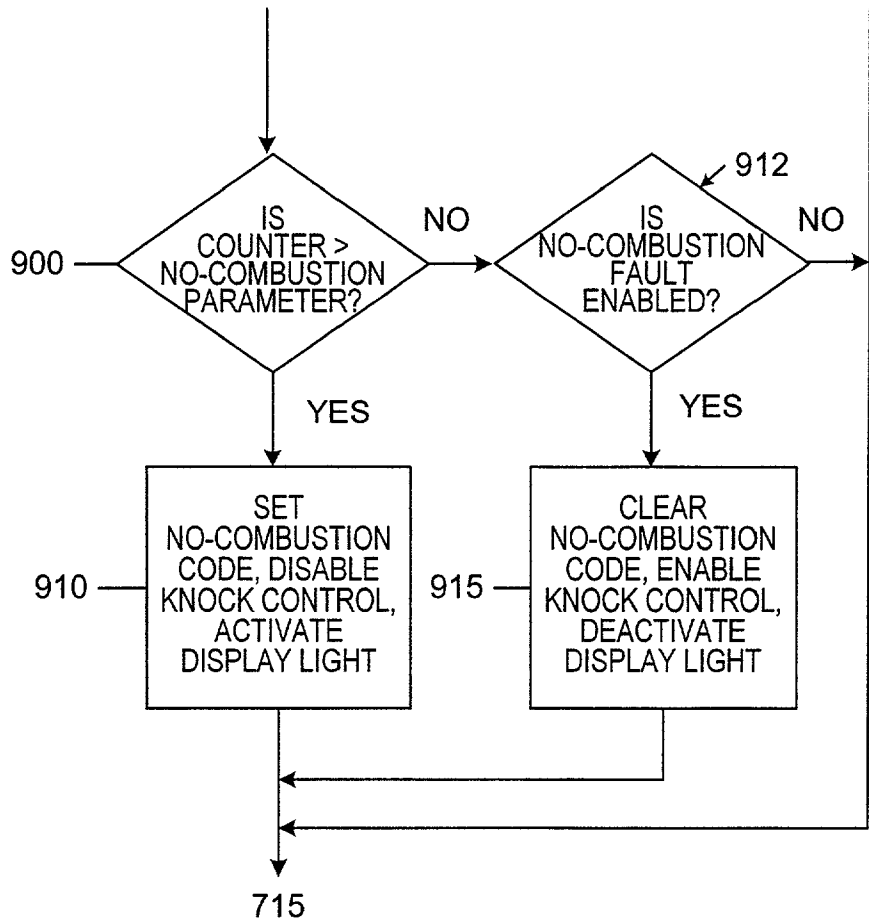 912
900
IS
COUNTER >
NO-COMBUSTION
PARAMETER?
NO
IS
NO-COMBUSTION
FAULT
ENABLED?
NO
YES
YES
910
SET
NO-COMBUSTION
CODE, DISABLE
KNOCK CONTROL,
ACTIVATE
DISPLAY LIGHT
915
CLEAR
NO-COMBUSTION
CODE, ENABLE
KNOCK CONTROL,
DEACTIVATE
DISPLAY LIGHT
715